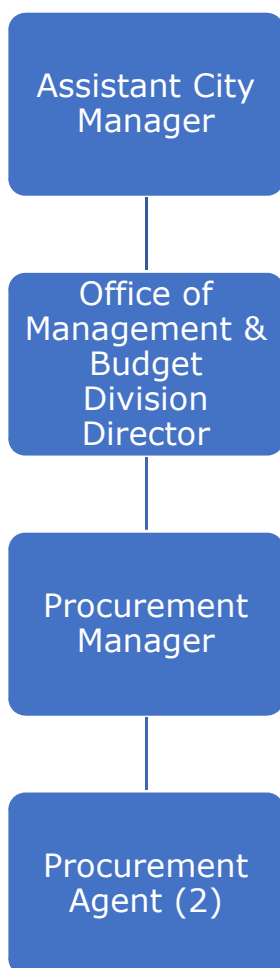 Assistant City
Manager
Office of
Management &
Budget
Division
Director
Procurement
Manager
Procurement
Agent (2)